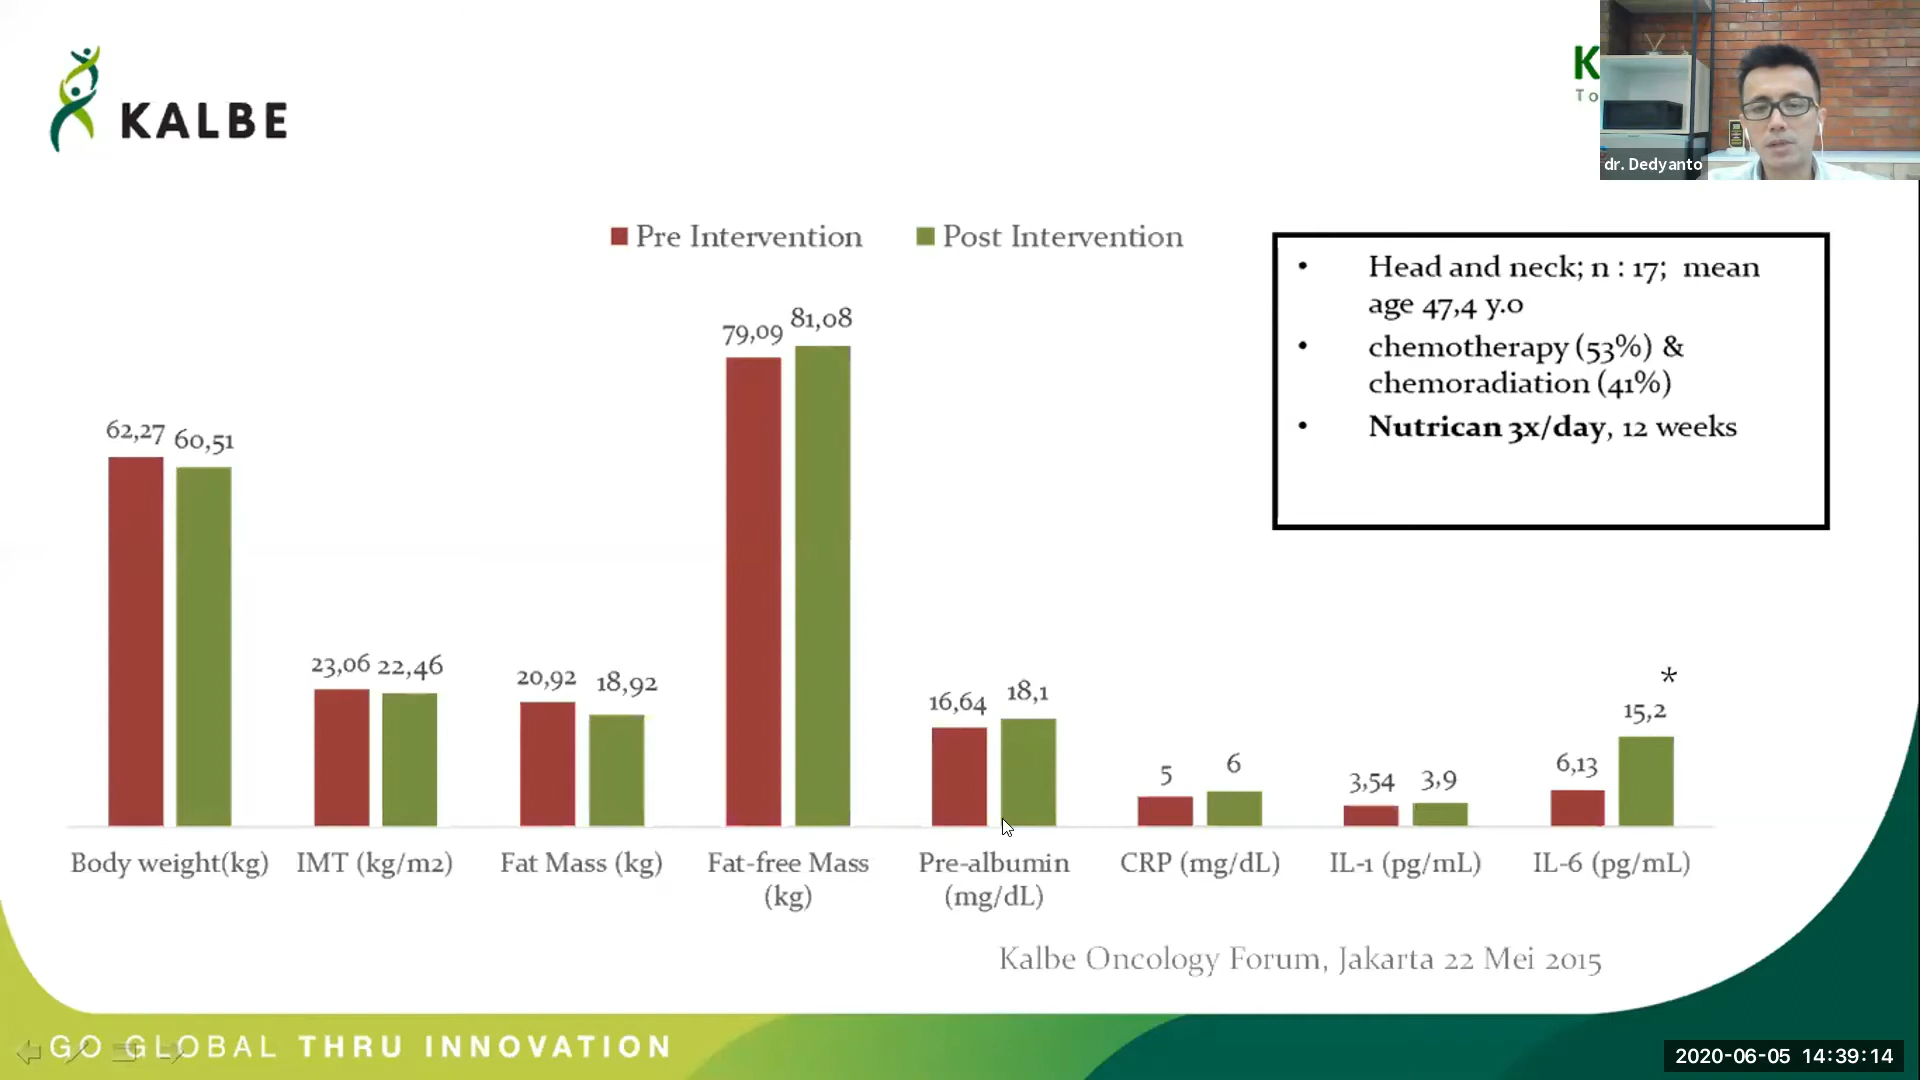 KALBE
K
To
dr. Dedyanto
Pre Intervention
Post Intervention
• Head and neck; n : 17; mean
age 47,4 y.o
• chemotherapy (53%) &
chemoradiation (41%)
• Nutrican 3x/day, 12 weeks
62,27
60,51
23,06
22,46
20,92
18,92
79,09
81,08
16,64
18,1
5
6
3,54
3,9
6,13
15,2
*
Body weight(kg)
IMT (kg/m2)
Fat Mass (kg)
Fat-free Mass
(kg)
Pre-albumin
(mg/dL)
CRP (mg/dL)
IL-1 (pg/mL)
IL-6 (pg/mL)
Kalbe Oncology Forum, Jakarta 22 Mei 2015
GO GLOBAL THRU INNOVATION
2020-06-05 14:39:14